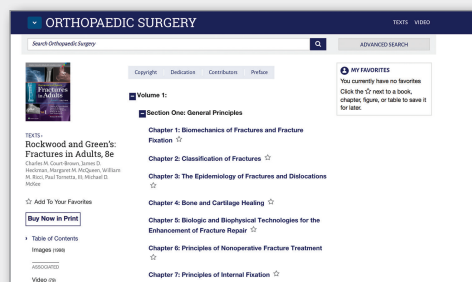 ORTHOPAEDIC SURGERY
TEXTS VIDEO
Search Orthopaedic Surgery
ADVANCED SEARCH
Fractures
in Adults
TEXTS ›
Rockwood and Green's:
Fractures in Adults, 8e
Charles M. Court-Brown, James D.
Heckman, Margaret M. McQueen, William
M. Ricci, Paul Tornetta, III; Michael D.
McKee
☆ Add To Your Favorites
Buy Now in Print
Table of Contents
Images
ASSOCIATED
Video
Copyright Dedication Contributors Preface
Volume 1:
Section One: General Principles
Chapter 1: Biomechanics of Fractures and Fracture
Fixation ☆
Chapter 2: Classification of Fractures ☆
Chapter 3: The Epidemiology of Fractures and Dislocations
☆
Chapter 4: Bone and Cartilage Healing ☆
Chapter 5: Biologic and Biophysical Technologies for the
Enhancement of Fracture Repair ☆
Chapter 6: Principles of Nonoperative Fracture Treatment
☆
Chapter 7: Principles of Internal Fixation ☆
MY FAVORITES
You currently have no favorites
Click the ☆ next to a book,
chapter, figure, or table to save it
for later.